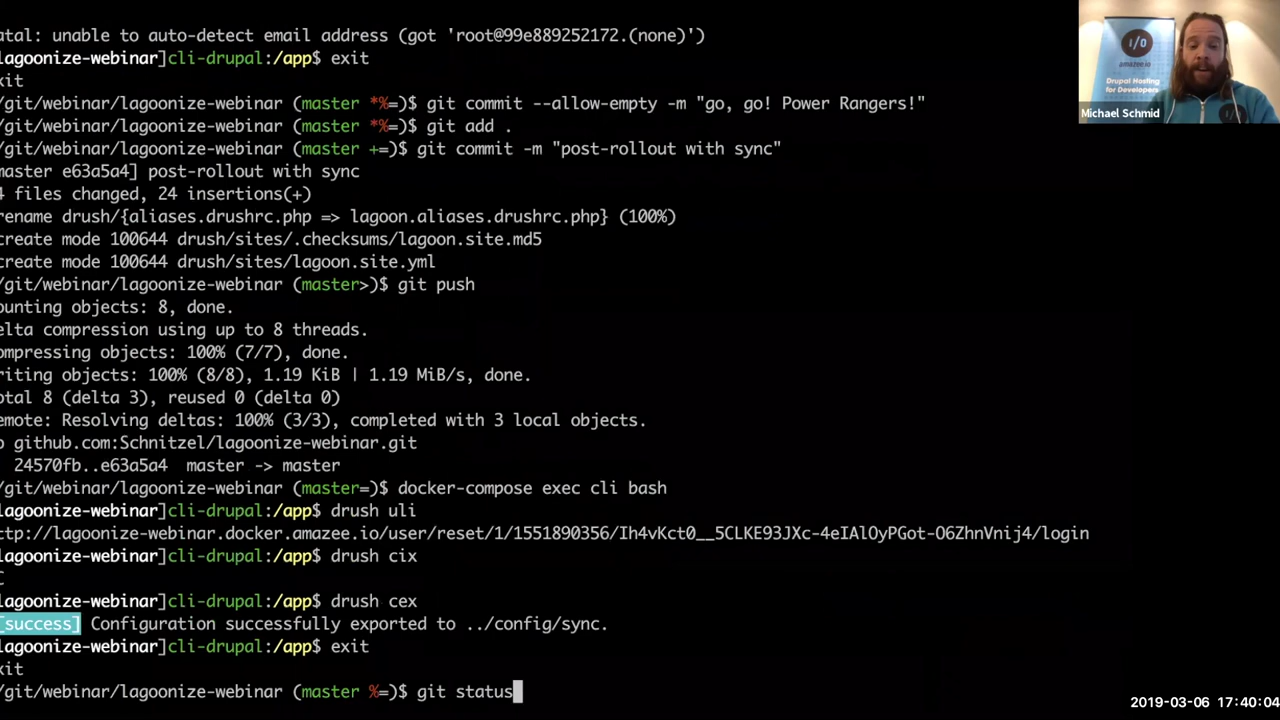 atal: unable to auto-detect email address (got 'root@99e889252172.(none)')
lagoonize-webinar]cli-drupal:/app$ exit
xit
/git/webinar/lagoonize-webinar (master *%=)$ git commit --allow-empty -m "go, go! Power Rangers!"
/git/webinar/lagoonize-webinar (master *%=)$ git add .
/git/webinar/lagoonize-webinar (master +=)$ git commit -m "post-rollout with sync"
master e63a5a4] post-rollout with sync
4 files changed, 24 insertions(+)
rename drush/{aliases.drushrc.php => lagoon.aliases.drushrc.php} (100%)
create mode 100644 drush/sites/.checksums/lagoon.site.md5
create mode 100644 drush/sites/lagoon.site.yml
/git/webinar/lagoonize-webinar (master>)$ git push
ounting objects: 8, done.
elta compression using up to 8 threads.
ompressing objects: 100% (7/7), done.
riting objects: 100% (8/8), 1.19 KiB | 1.19 MiB/s, done.
otal 8 (delta 3), reused 0 (delta 0)
emote: Resolving deltas: 100% (3/3), completed with 3 local objects.
o github.com:Schnitzel/lagoonize-webinar.git
24570fb..e63a5a4  master -> master
/git/webinar/lagoonize-webinar (master=)$ docker-compose exec cli bash
lagoonize-webinar]cli-drupal:/app$ drush uli
ttp://lagoonize-webinar.docker.amazee.io/user/reset/1/1551890356/Ih4vKct0__5CLKE93JXc-4eIAlOyPGot-O6ZhnVnij4/login
lagoonize-webinar]cli-drupal:/app$ drush cix
C
lagoonize-webinar]cli-drupal:/app$ drush cex
[success] Configuration successfully exported to ../config/sync.
lagoonize-webinar]cli-drupal:/app$ exit
xit
/git/webinar/lagoonize-webinar (master %=)$ git status
I/O
amazee.io
Drupal Hosting
for Developers
Michael Schmid
I/O
2019-03-06 17:40:04